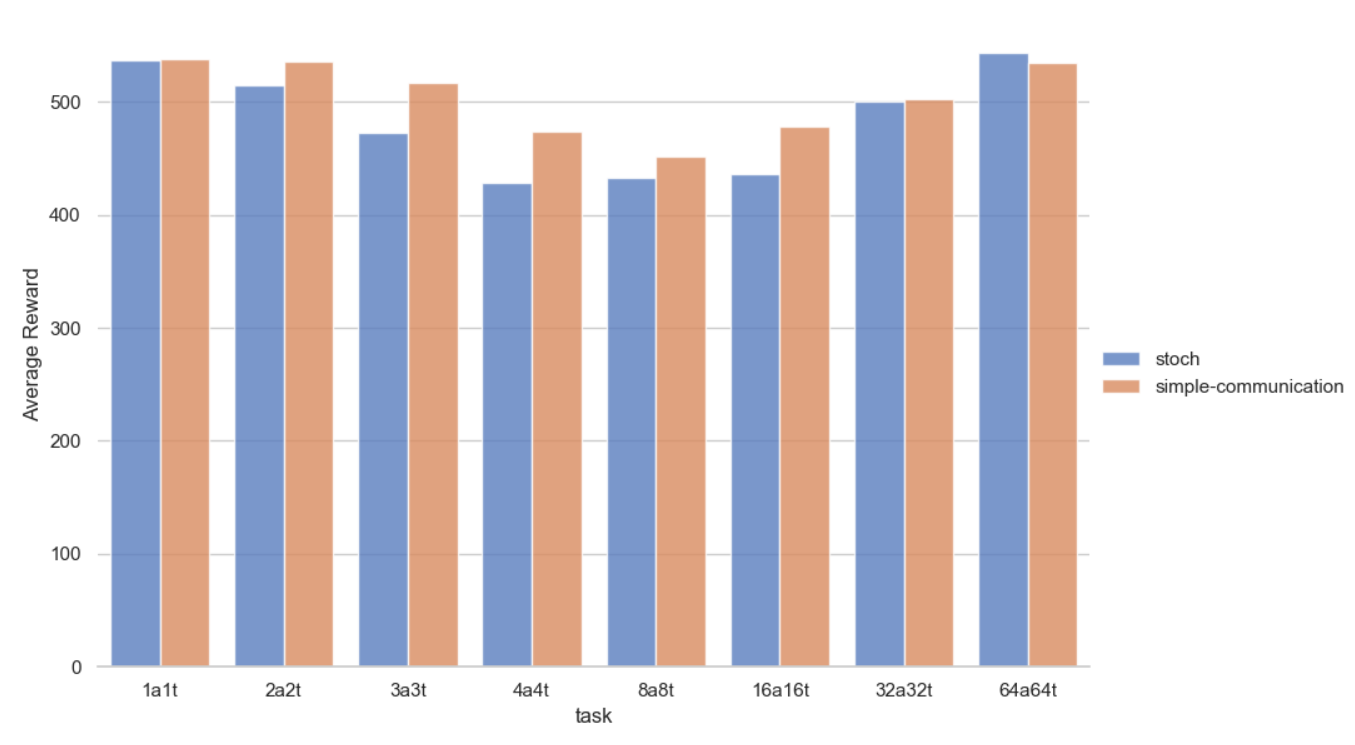 Average Reward
500
400
300
200
100
0
1a1t 2a2t 3a3t 4a4t 8a8t 16a16t 32a32t 64a64t
task
stoch
simple-communication